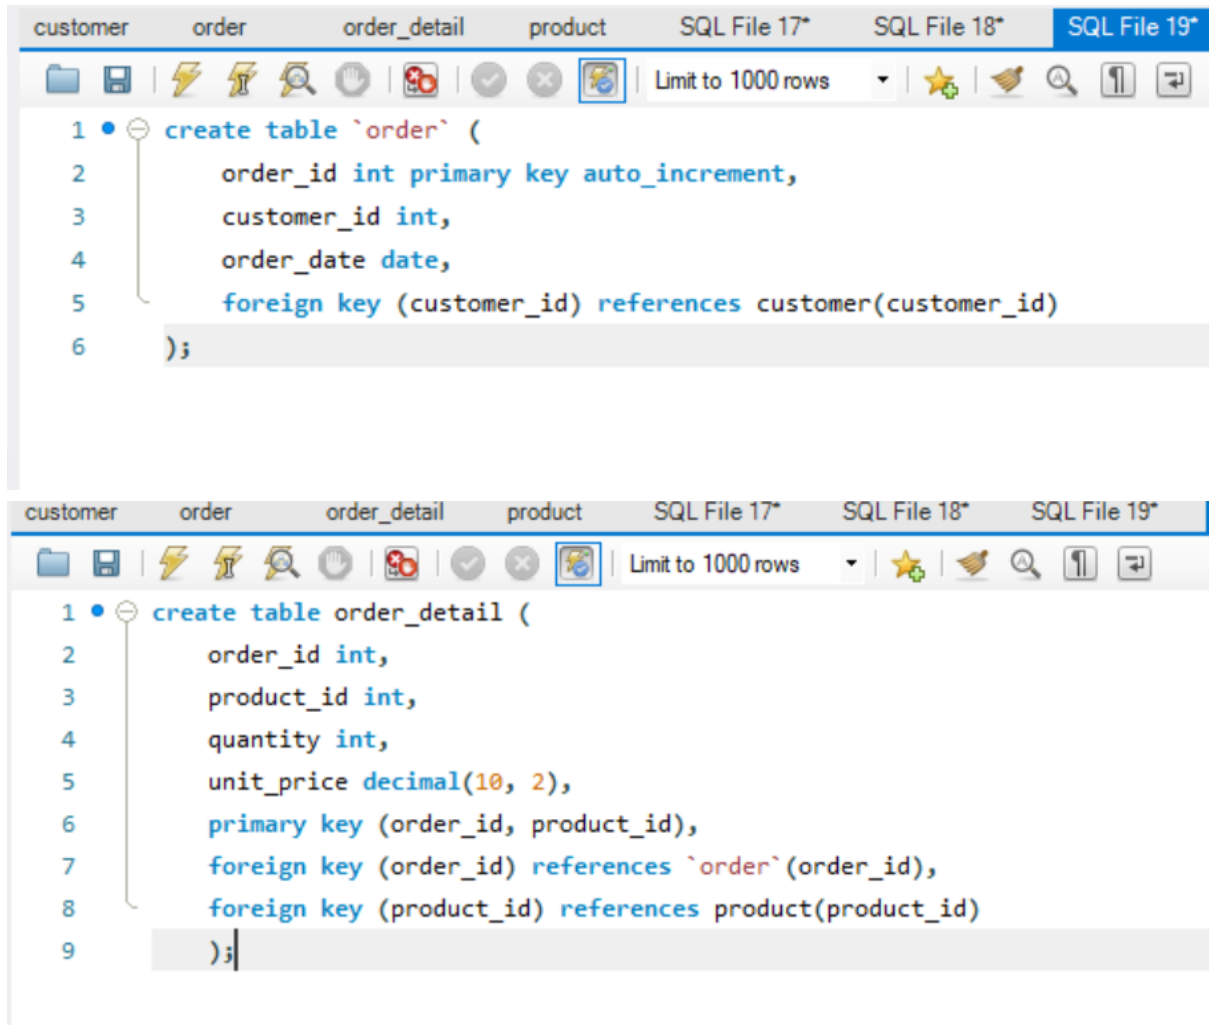 customer order order_detail product SQL File 17* SQL File 18* SQL File 19*
Limit to 1000 rows
1 create table `order` (
2 order_id int primary key auto_increment,
3 customer_id int,
4 order_date date,
5 foreign key (customer_id) references customer(customer_id)
6 );
customer order order_detail product SQL File 17* SQL File 18* SQL File 19*
Limit to 1000 rows
1 create table order_detail (
2 order_id int,
3 product_id int,
4 quantity int,
5 unit_price decimal(10, 2),
6 primary key (order_id, product_id),
7 foreign key (order_id) references `order`(order_id),
8 foreign key (product_id) references product(product_id)
9 );